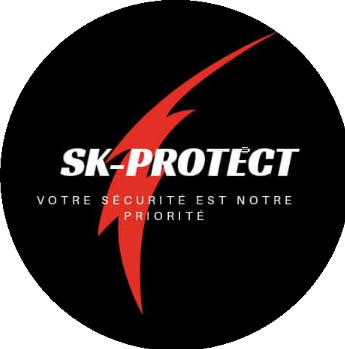 SK-PROTECT
VOTRE SÉCURITÉ EST NOTRE
PRIORITÉ